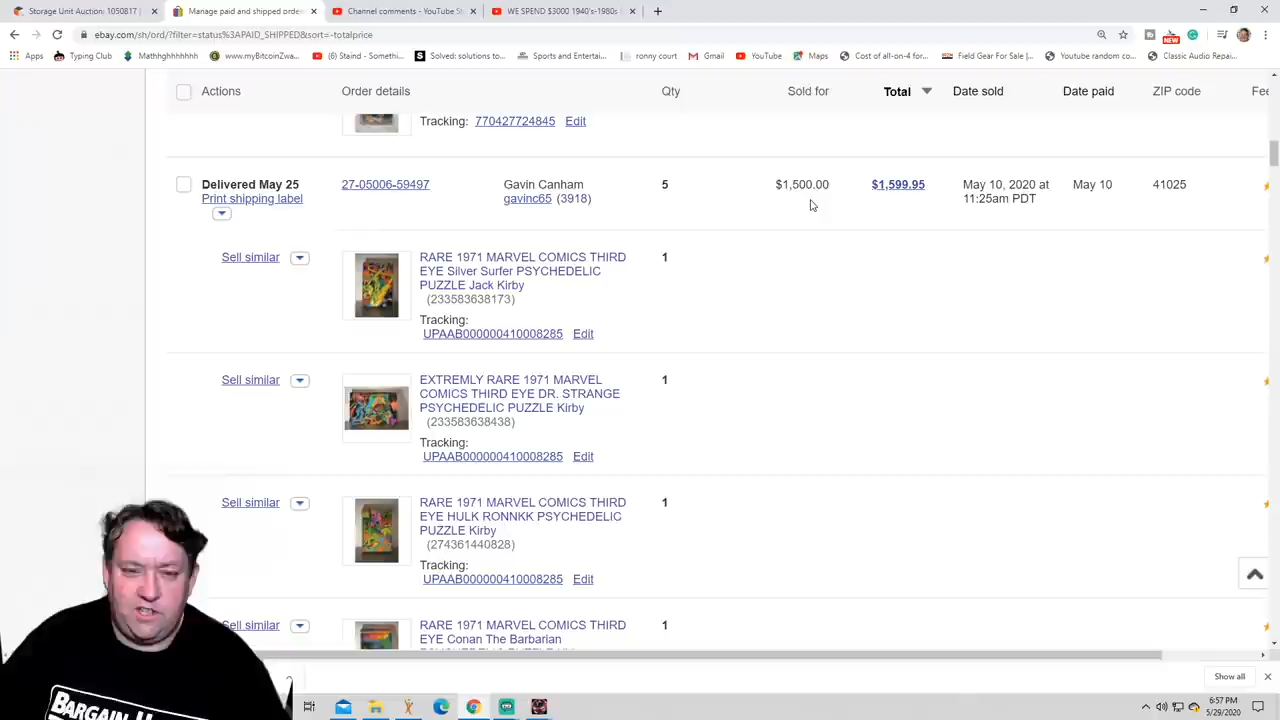 Storage Unit Auction: 1050817
Manage paid and shipped orde
Channel comments - YouTube St
WE SPEND $3000 1940's-1980s
ebay.com/sh/ord/?filter=status%3APAID_SHIPPED&sort=-totalprice
Apps
Typing Club
Matthghhhhhhh
www.myBitcoinZwa...
(6) (Staind - Somethi...
Solved: solutions to...
Sports and Entertai...
ronny court
Gmail
YouTube
Maps
Cost of all-on-4 for...
Field Gear For Sale |...
Youtube random co...
Classic Audio Repai...
NEW
Actions
Order details
Qty
Sold for
Total
Date sold
Date paid
ZIP code
Fee
Tracking: 770427724845 Edit
Delivered May 25
Print shipping label
27-05006-59497
Gavin Canham
gavinc65 (3918)
5
$1,500.00
$1,599.95
May 10, 2020 at
11:25am PDT
May 10
41025
Sell similar
RARE 1971 MARVEL COMICS THIRD
EYE Silver Surfer PSYCHEDELIC
PUZZLE Jack Kirby
(233583638173)
1
Tracking:
UPAAB000000410008285 Edit
Sell similar
EXTREMLY RARE 1971 MARVEL
COMICS THIRD EYE DR. STRANGE
PSYCHEDELIC PUZZLE Kirby
(233583638438)
1
Tracking:
UPAAB000000410008285 Edit
Sell similar
RARE 1971 MARVEL COMICS THIRD
EYE HULK RONNKK PSYCHEDELIC
PUZZLE Kirby
(274361440828)
1
Tracking:
UPAAB000000410008285 Edit
Sell similar
RARE 1971 MARVEL COMICS THIRD
EYE Conan The Barbarian
1
BARGAIN
Show all
6:57 PM
5/29/2020